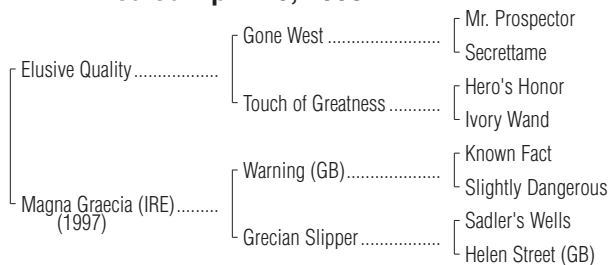 Gone West
Mr. Prospector
Secrettame
Elusive Quality
Touch of Greatness
Hero's Honor
Ivory Wand
Warning (GB)
Known Fact
Slightly Dangerous
Magna Graecia (IRE)
(1997)
Grecian Slipper
Sadler's Wells
Helen Street (GB)